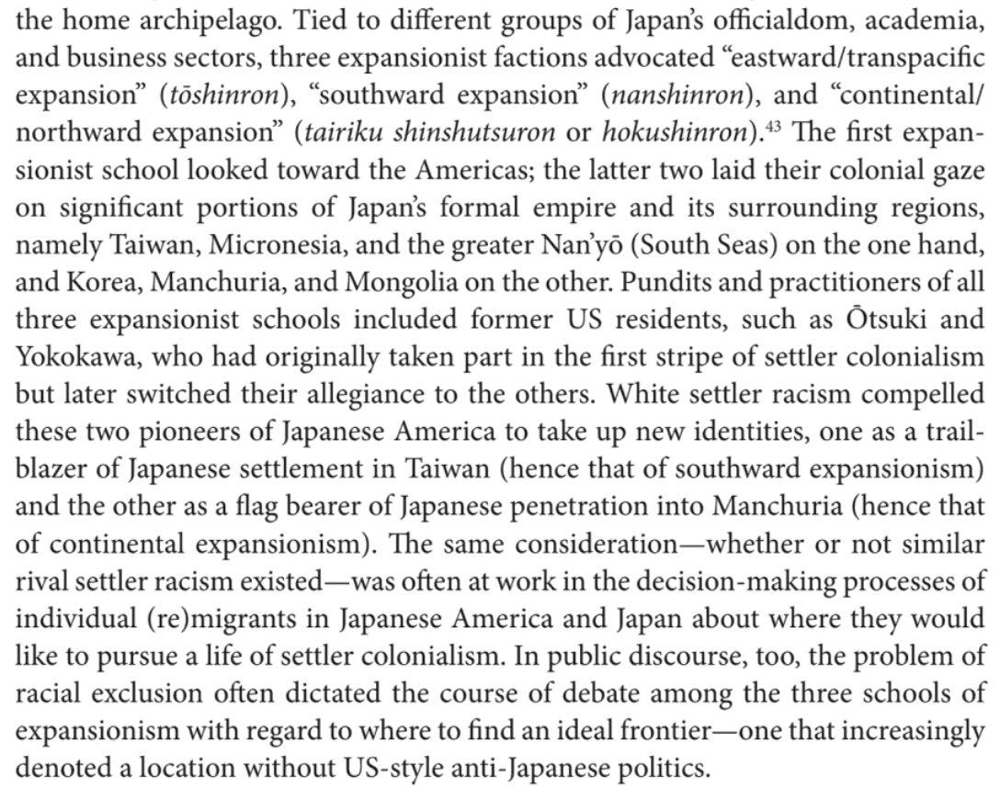 the home archipelago. Tied to different groups of Japan’s officialdom, academia,
and business sectors, three expansionist factions advocated “eastward/transpacific
expansion” (tōshinron), “southward expansion” (nanshinron), and “continental/
northward expansion” (tairiku shinshutsuron or hokushinron).⁴³ The first expan-
sionist school looked toward the Americas; the latter two laid their colonial gaze
on significant portions of Japan’s formal empire and its surrounding regions,
namely Taiwan, Micronesia, and the greater Nan’yō (South Seas) on the one hand,
and Korea, Manchuria, and Mongolia on the other. Pundits and practitioners of all
three expansionist schools included former US residents, such as Ōtsuki and
Yokokawa, who had originally taken part in the first stripe of settler colonialism
but later switched their allegiance to the others. White settler racism compelled
these two pioneers of Japanese America to take up new identities, one as a trail-
blazer of Japanese settlement in Taiwan (hence that of southward expansionism)
and the other as a flag bearer of Japanese penetration into Manchuria (hence that
of continental expansionism). The same consideration—whether or not similar
rival settler racism existed—was often at work in the decision-making processes of
individual (re)migrants in Japanese America and Japan about where they would
like to pursue a life of settler colonialism. In public discourse, too, the problem of
racial exclusion often dictated the course of debate among the three schools of
expansionism with regard to where to find an ideal frontier—one that increasingly
denoted a location without US-style anti-Japanese politics.